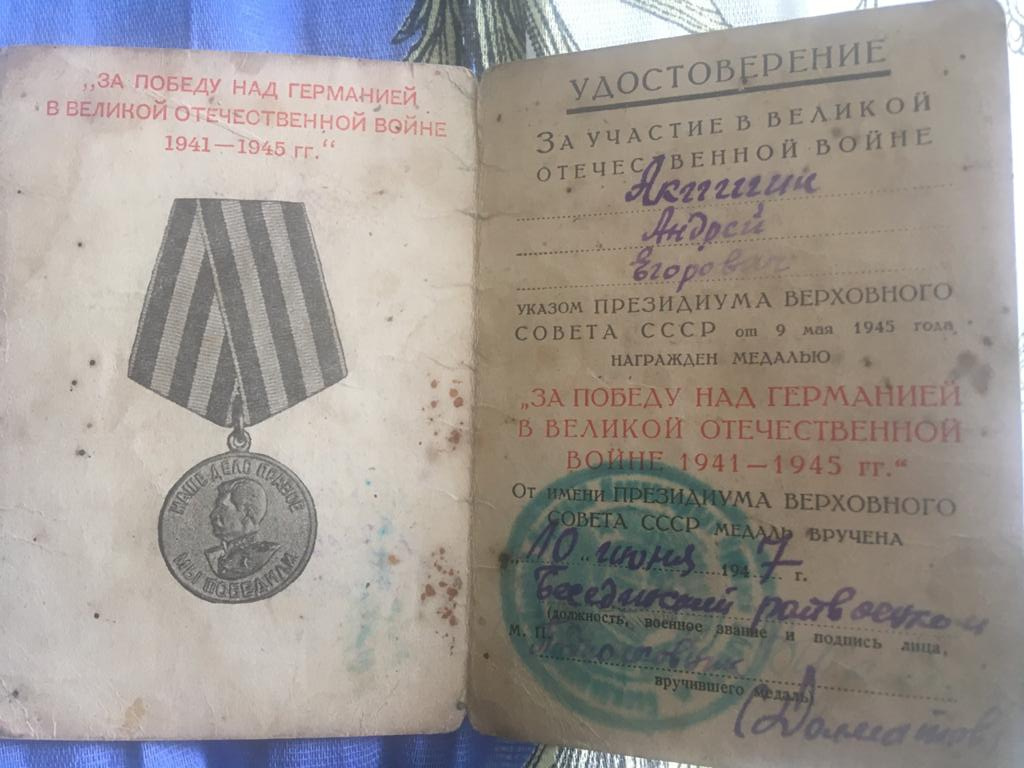 „ЗА ПОБЕДУ НАД ГЕРМАНИЕЙ
В ВЕЛИКОЙ ОТЕЧЕСТВЕННОЙ ВОЙНЕ
1941—1945 гг.“
НАШЕ ДЕЛО ПРАВОЕ
МЫ ПОБЕДИЛИ
УДОСТОВЕРЕНИЕ
ЗА УЧАСТИЕ В ВЕЛИКОЙ
ОТЕЧЕСТВЕННОЙ ВОЙНЕ
Андрей
Егорович
УКАЗОМ ПРЕЗИДИУМА ВЕРХОВНОГО
СОВЕТА СССР от 9 мая 1945 года
НАГРАЖДЕН МЕДАЛЬЮ
„ЗА ПОБЕДУ НАД ГЕРМАНИЕЙ
В ВЕЛИКОЙ ОТЕЧЕСТВЕННОЙ
ВОЙНЕ 1941—1945 гг.“
От имени ПРЕЗИДИУМА ВЕРХОВНОГО
СОВЕТА СССР МЕДАЛЬ ВРУЧЕНА
„10„ июня 1947 г.
Бесединский райвоенком
(должность, военное звание и подпись лица,
М. П.
вручившего медаль)
(Долматов)